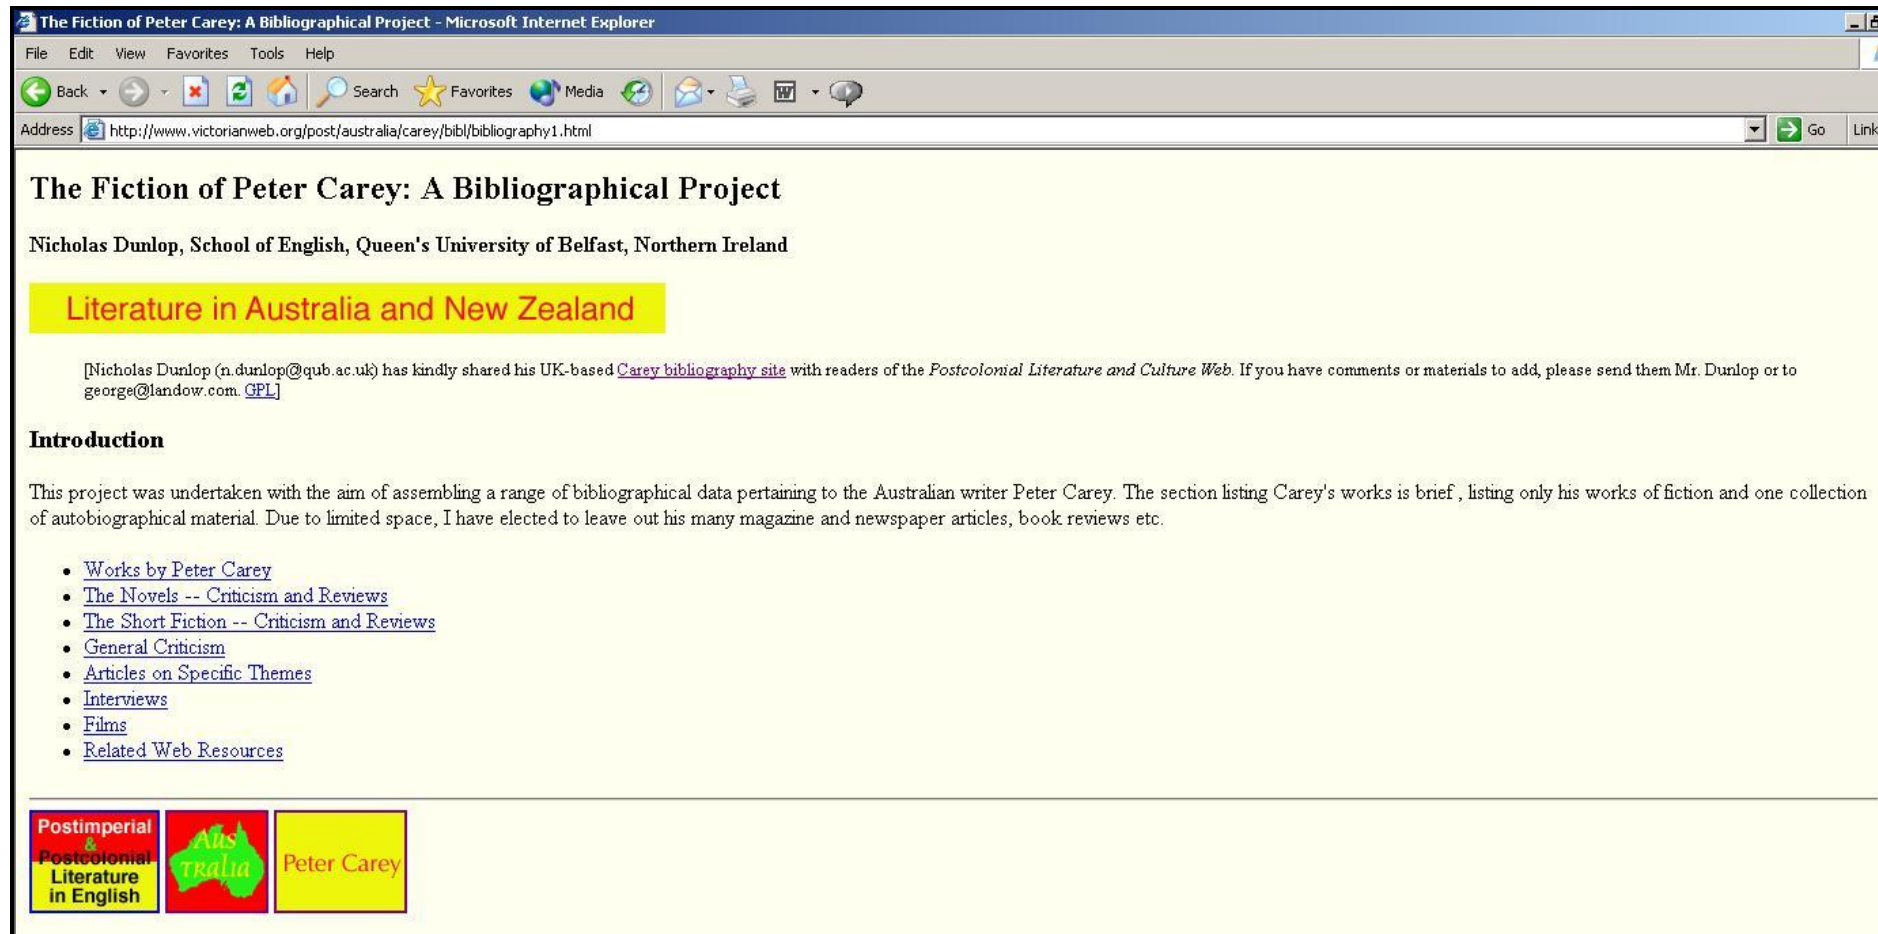 The Fiction of Peter Carey: A Bibliographical Project - Microsoft Internet Explorer
File Edit View Favorites Tools Help
Back Search Favorites Media
Address http://www.victorianweb.org/post/australia/carey/bibl/bibliography1.html Go Link
The Fiction of Peter Carey: A Bibliographical Project
Nicholas Dunlop, School of English, Queen's University of Belfast, Northern Ireland
Literature in Australia and New Zealand
[Nicholas Dunlop (n.dunlop@qub.ac.uk) has kindly shared his UK-based Carey bibliography site with readers of the Postcolonial Literature and Culture Web. If you have comments or materials to add, please send them Mr. Dunlop or to
george@landow.com. GPL]
Introduction
This project was undertaken with the aim of assembling a range of bibliographical data pertaining to the Australian writer Peter Carey. The section listing Carey's works is brief , listing only his works of fiction and one collection
of autobiographical material. Due to limited space, I have elected to leave out his many magazine and newspaper articles, book reviews etc.
• Works by Peter Carey
• The Novels -- Criticism and Reviews
• The Short Fiction -- Criticism and Reviews
• General Criticism
• Articles on Specific Themes
• Interviews
• Films
• Related Web Resources
Postimperial
&
Postcolonial
Literature
in English
Aus
tralia
Peter Carey